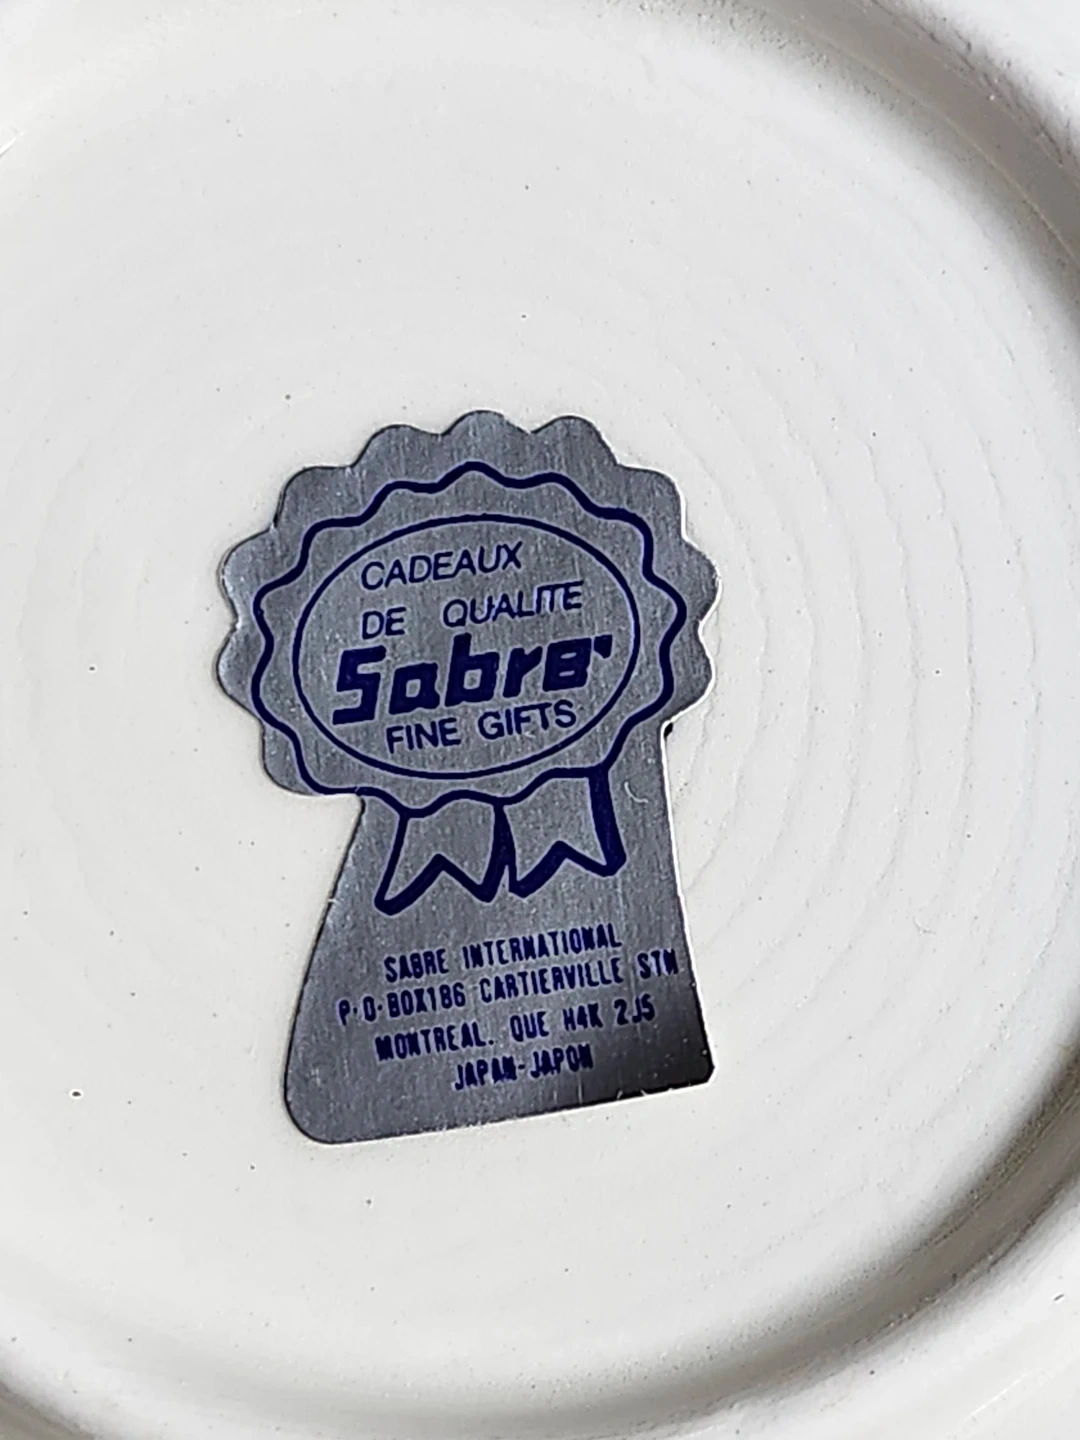 CADEAUX
DE QUALITE
Sabre
FINE GIFTS
SABRE INTERNATIONAL
P.O.BOX186 CARTIERVILLE STN
MONTREAL. QUE H4K 2J5
JAPAN-JAPON